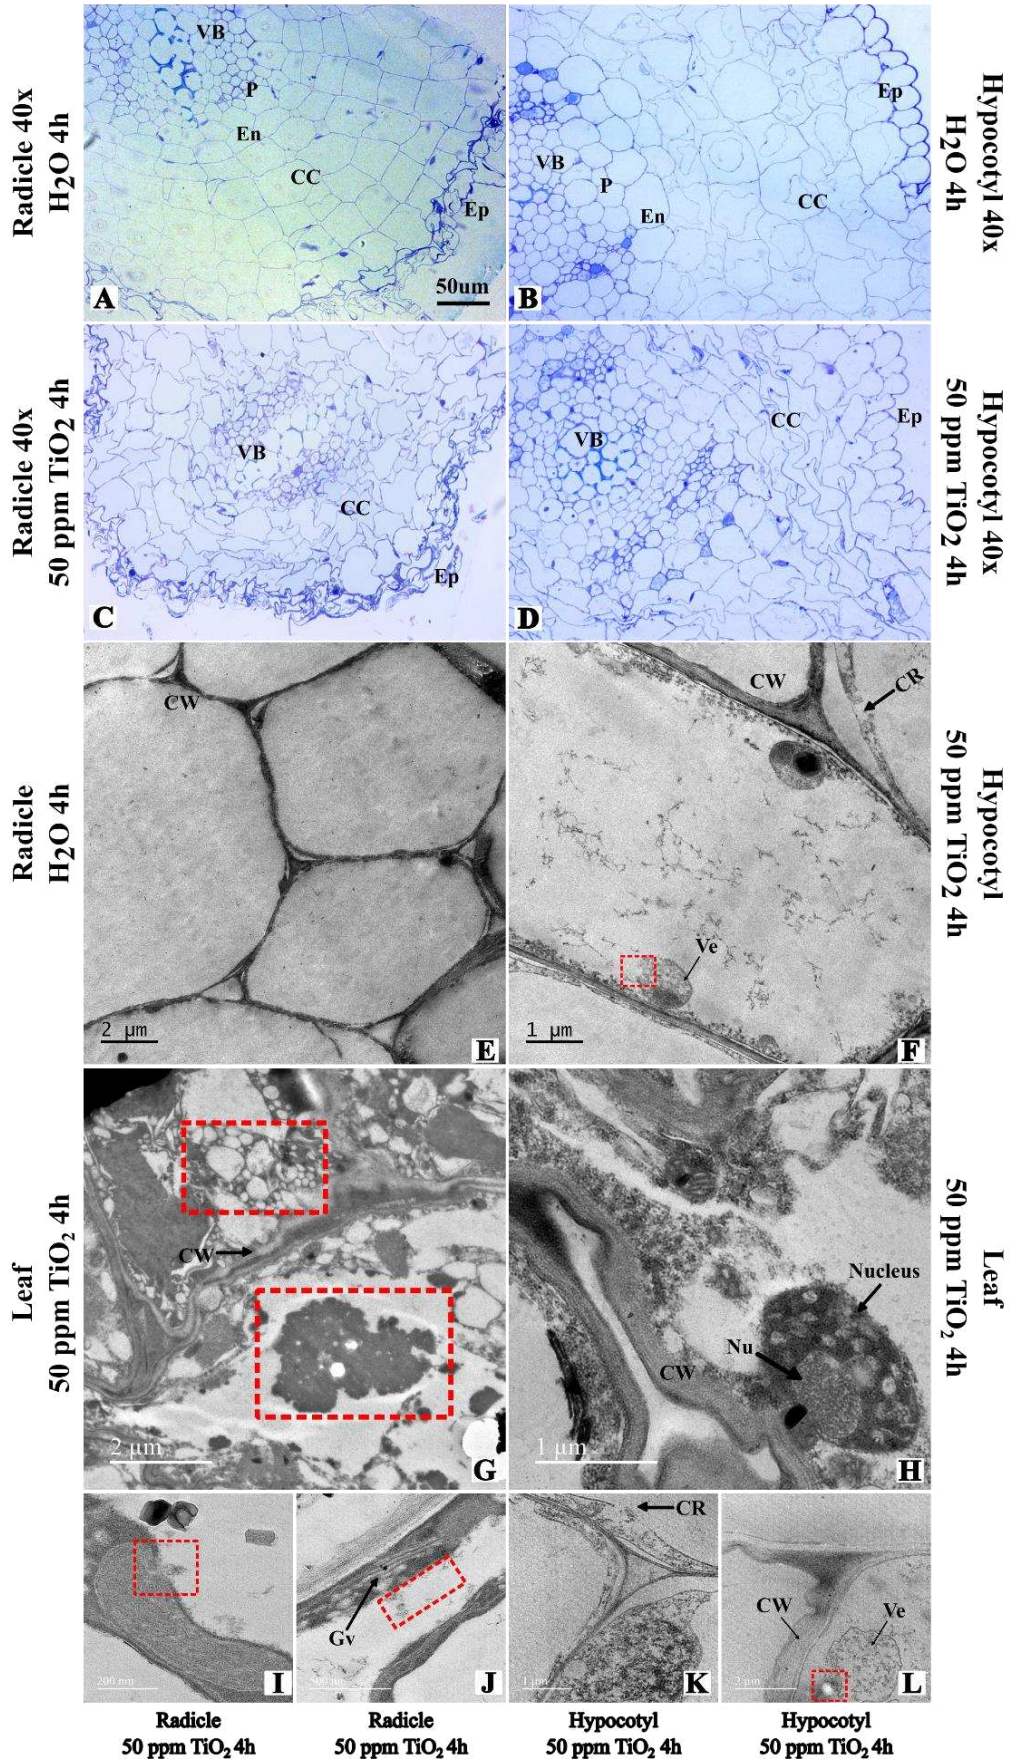 Radicle 40x
H2O 4h
VB
P
En
CC
Ep
50um
A
VB
P
En
CC
Ep
B
Hypocotyl 40x
H2O 4h
Radicle 40x
50 ppm TiO2 4h
VB
CC
Ep
C
VB
CC
Ep
D
Hypocotyl 40x
50 ppm TiO2 4h
Radicle
H2O 4h
CW
2 µm
E
CW
CR
Ve
1 µm
F
Hypocotyl
50 ppm TiO2 4h
Leaf
50 ppm TiO2 4h
CW
2 µm
G
Nucleus
Nu
CW
1 µm
H
Leaf
50 ppm TiO2 4h
200 nm
I
Gv
500 nm
J
CR
1 µm
K
CW
Ve
2 µm
L
Radicle
50 ppm TiO2 4h
Radicle
50 ppm TiO2 4h
Hypocotyl
50 ppm TiO2 4h
Hypocotyl
50 ppm TiO2 4h